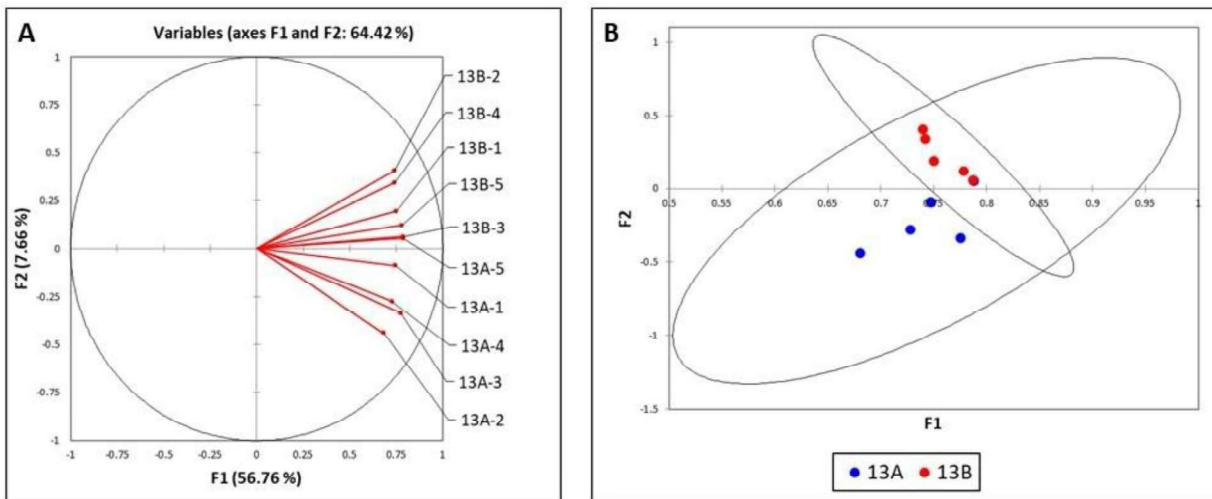 A
Variables (axes F1 and F2: 64.42 %)
1
0.75
0.5
0.25
0
-0.25
-0.5
-0.75
-1
-1 -0.75 -0.5 -0.25 0 0.25 0.5 0.75 1
F2 (7.66 %)
F1 (56.76 %)
13B-2
13B-4
13B-1
13B-5
13B-3
13A-5
13A-1
13A-4
13A-3
13A-2
B
1
0.5
0
-0.5
-1
-1.5
0.5 0.55 0.6 0.65 0.7 0.75 0.8 0.85 0.9 0.95 1
F2
F1
13A 13B